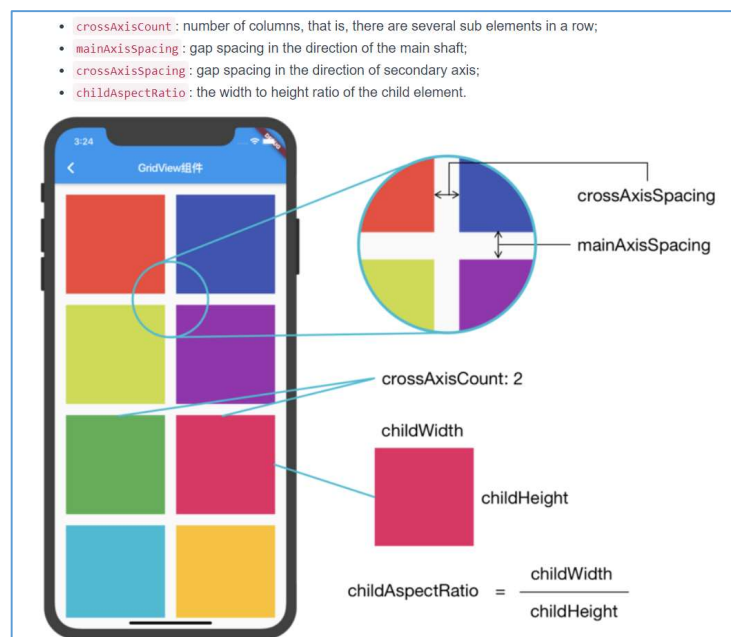 crossAxisCount : number of columns, that is, there are several sub elements in a row;
mainAxisSpacing : gap spacing in the direction of the main shaft;
crossAxisSpacing : gap spacing in the direction of secondary axis;
childAspectRatio : the width to height ratio of the child element.
3:24
GridView组件
crossAxisSpacing
mainAxisSpacing
crossAxisCount: 2
childWidth
childHeight
childAspectRatio = childWidth
childHeight